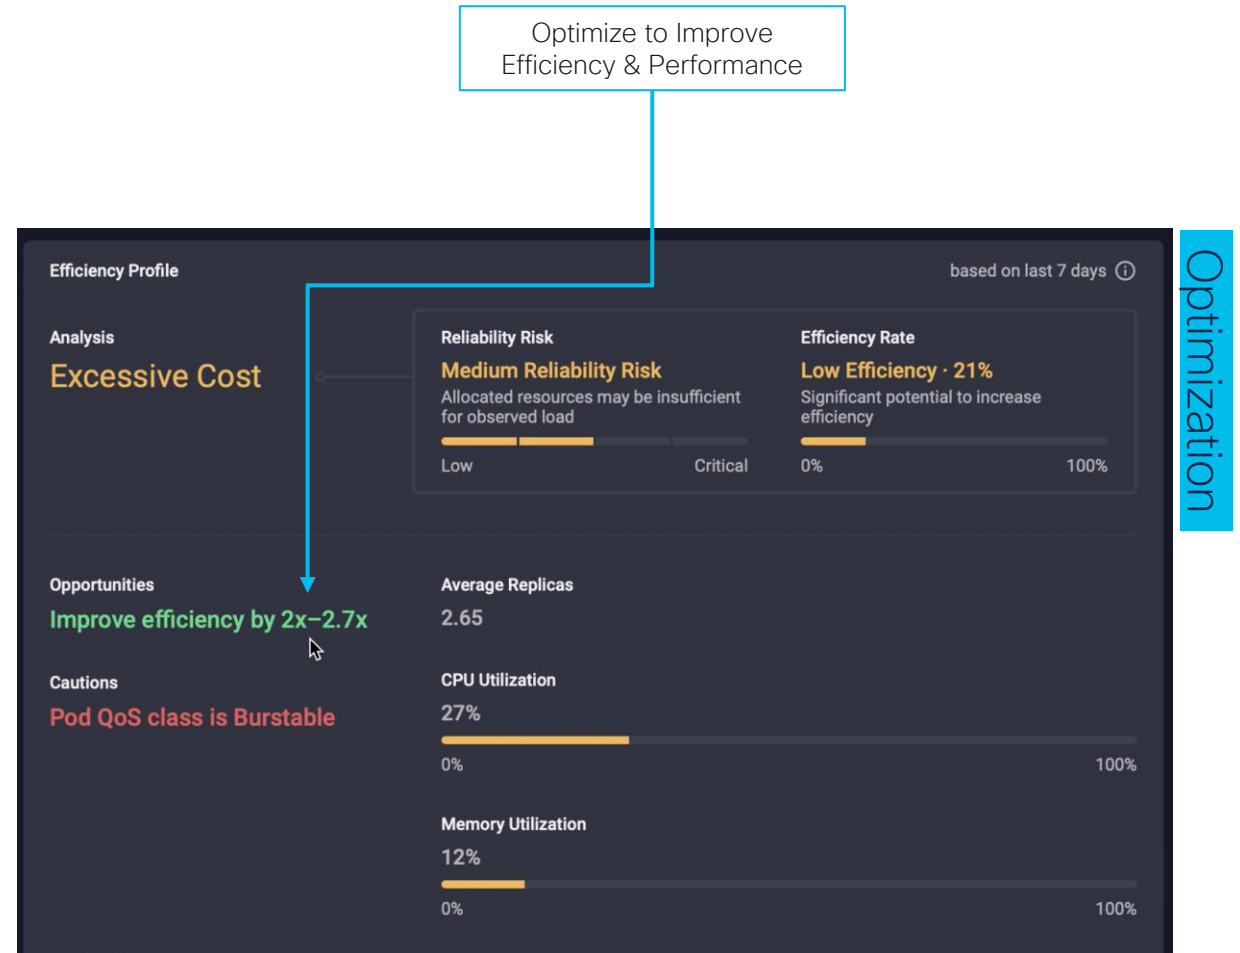 Optimize to Improve
Efficiency & Performance
Efficiency Profile
based on last 7 days
Analysis
Excessive Cost
Reliability Risk
Medium Reliability Risk
Allocated resources may be insufficient
for observed load
Low
Critical
Efficiency Rate
Low Efficiency · 21%
Significant potential to increase
efficiency
0%
100%
Optimization
Opportunities
Improve efficiency by 2x–2.7x
Cautions
Pod QoS class is Burstable
Average Replicas
2.65
CPU Utilization
27%
0%
100%
Memory Utilization
12%
0%
100%